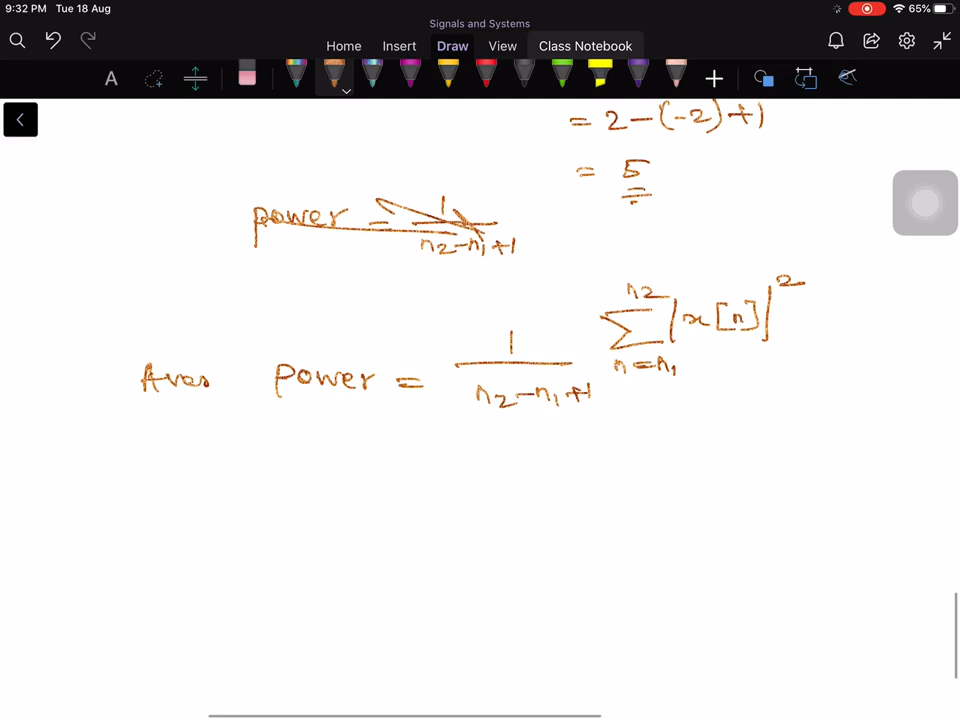 9:32 PM Tue 18 Aug
65%
Signals and Systems
Home Insert Draw View Class Notebook
A
= 2 - (-2) + 1
= 5
power = 1 / n2 - n1 + 1
Avera power = 1 / n2 - n1 + 1 ∑ n = n1 n2 |x[n]|^2